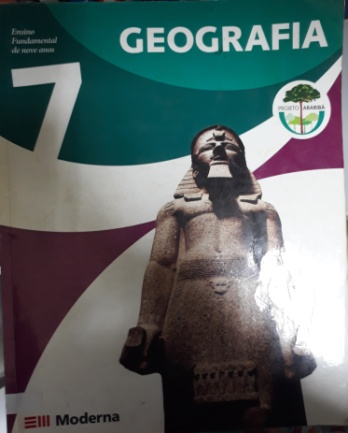 Ensino
Fundamental
de nove anos
GEOGRAFIA
7
PROJETO ARARIBÁ
Moderna